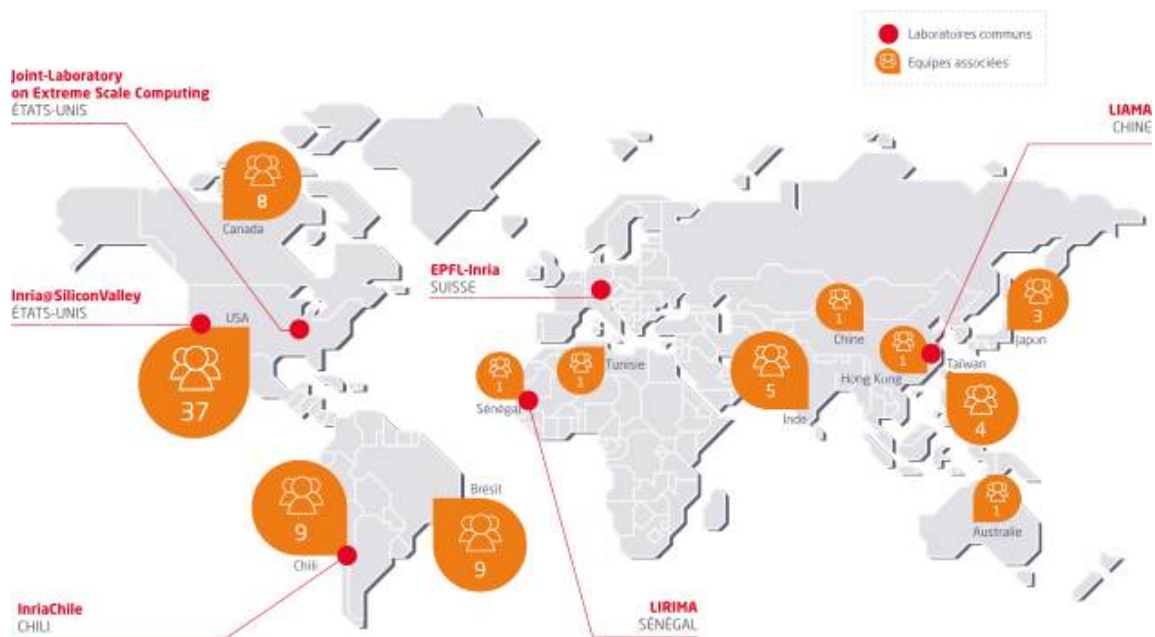 Laboratoires communs
Equipes associées
Joint-Laboratory
on Extreme Scale Computing
ÉTATS-UNIS
LIAMA
CHINE
8
Canada
Inria@SiliconValley
ÉTATS-UNIS
USA
37
EPFL-Inria
SUISSE
1
Chine
3
Japon
1
Sénégal
1
Tunisie
5
Inde
1
Hong Kong
Taïwan
4
9
Chili
Brésil
9
1
Australie
InriaChile
CHILI
LIRIMA
SÉNÉGAL